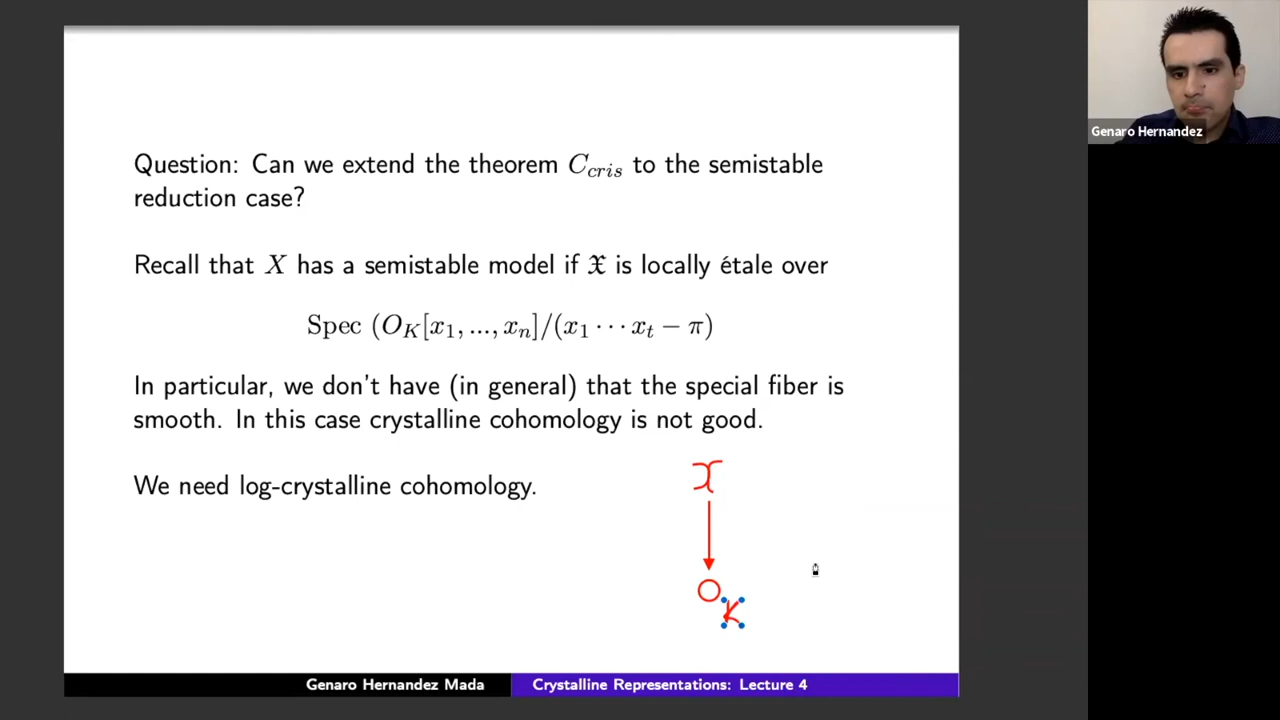 Genaro Hernandez
Question: Can we extend the theorem C_cris to the semistable
reduction case?
Recall that X has a semistable model if 𝔛 is locally étale over
Spec (O_K[x_1, ..., x_n]/(x_1 ⋯ x_t − π)
In particular, we don't have (in general) that the special fiber is
smooth. In this case crystalline cohomology is not good.
We need log-crystalline cohomology.
𝔛
O_K
Genaro Hernandez Mada
Crystalline Representations: Lecture 4